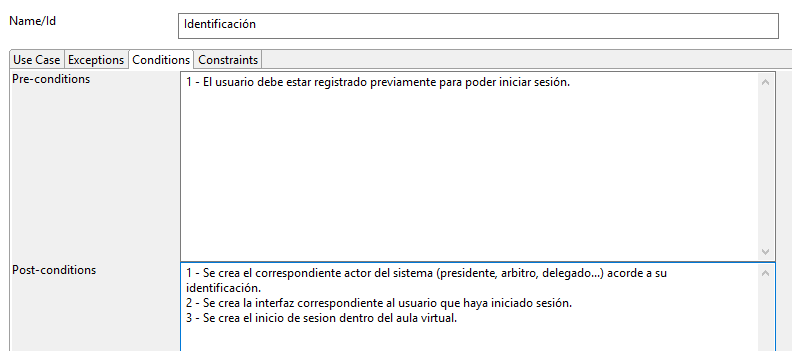 Name/Id
Identificación
Use Case Exceptions Conditions Constraints
Pre-conditions
1 - El usuario debe estar registrado previamente para poder iniciar sesión.
Post-conditions
1 - Se crea el correspondiente actor del sistema (presidente, arbitro, delegado...) acorde a su
identificación.
2 - Se crea la interfaz correspondiente al usuario que haya iniciado sesión.
3 - Se crea el inicio de sesion dentro del aula virtual.